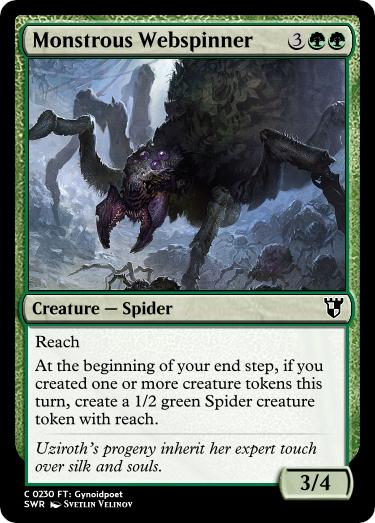 Monstrous Webspinner 3
Creature — Spider
Reach
At the beginning of your end step, if you
created one or more creature tokens this
turn, create a 1/2 green Spider creature
token with reach.
Uziroth's progeny inherit her expert touch
over silk and souls.
3/4
C 0230 FT: Gynoidpoet
SWR Svetlin Velinov